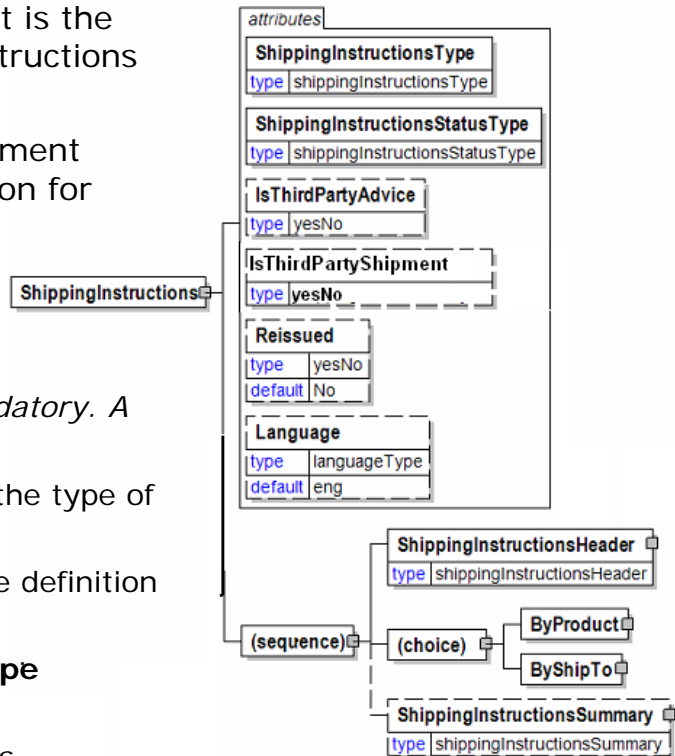 t is the
tructions
ment
on for
datory. A
the type of
e definition
pe
s
attributes
ShippingInstructionsType
type shippingInstructionsType
ShippingInstructionsStatusType
type shippingInstructionsStatusType
IsThirdPartyAdvice
type yesNo
IsThirdPartyShipment
type yesNo
ShippingInstructions
Reissued
type yesNo
default No
Language
type languageType
default eng
(sequence)
ShippingInstructionsHeader
type shippingInstructionsHeader
(choice)
ByProduct
ByShipTo
ShippingInstructionsSummary
type shippingInstructionsSummary